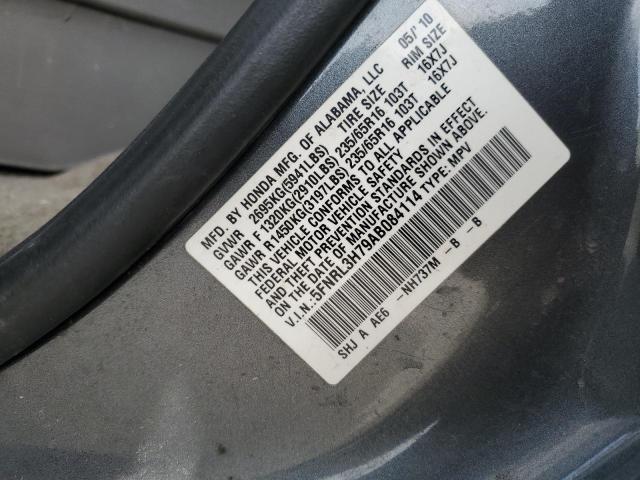 MFD. BY HONDA MFG. OF ALABAMA, LLC 05/'10
GVWR 2695KG(5941LBS) TIRE SIZE RIM SIZE
GAWR F 1320KG(2910LBS) 235/65R16 103T 16X7J
GAWR R 1450KG(3197LBS) 235/65R16 103T 16X7J
THIS VEHICLE CONFORMS TO ALL APPLICABLE
FEDERAL MOTOR VEHICLE SAFETY STANDARDS IN EFFECT
AND THEFT PREVENTION
ON THE DATE OF MANUFACTURE SHOWN ABOVE.
V.I.N.:5FNRL3H79AB084114 TYPE: MPV
SHJ A AE6 -NH737M - B - B